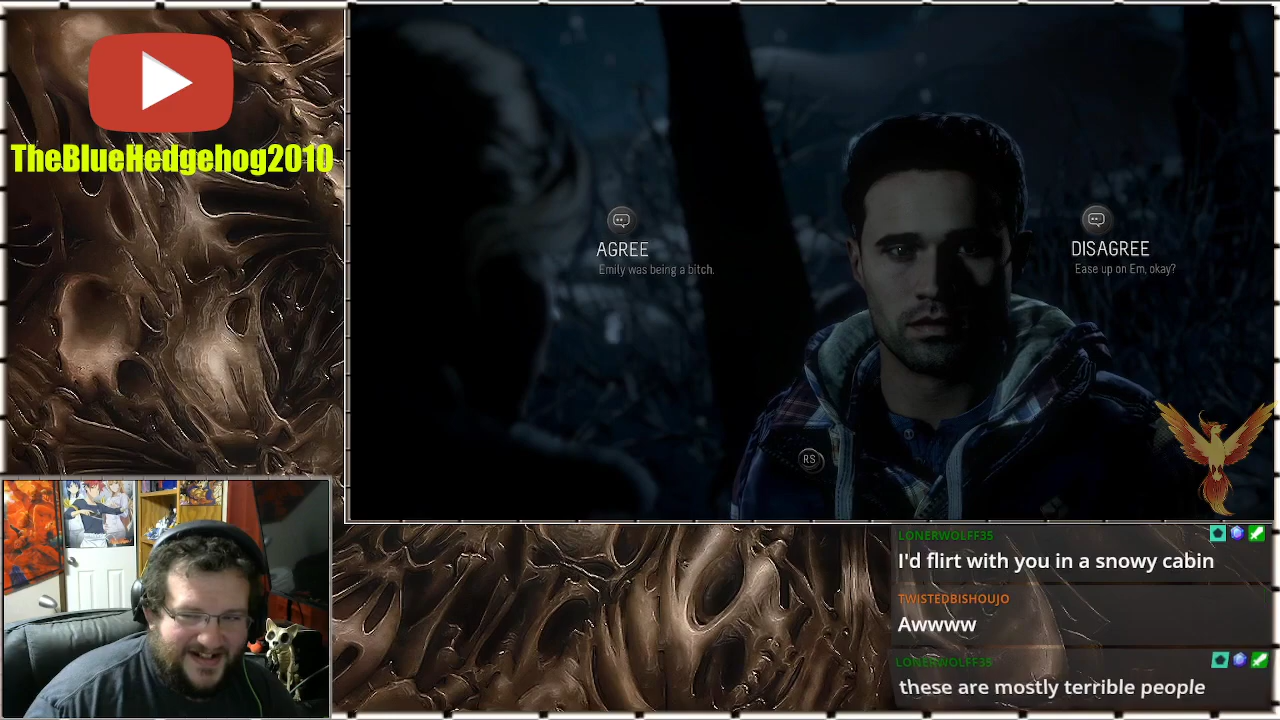 TheBlueHedgehog2010
AGREE
Emily was being a bitch.
DISAGREE
Ease up on Em, okay?
RS
LONERWOLFF35
I'd flirt with you in a snowy cabin
TWISTEDBISHOUJO
Awwww
LONERWOLFF35
these are mostly terrible people